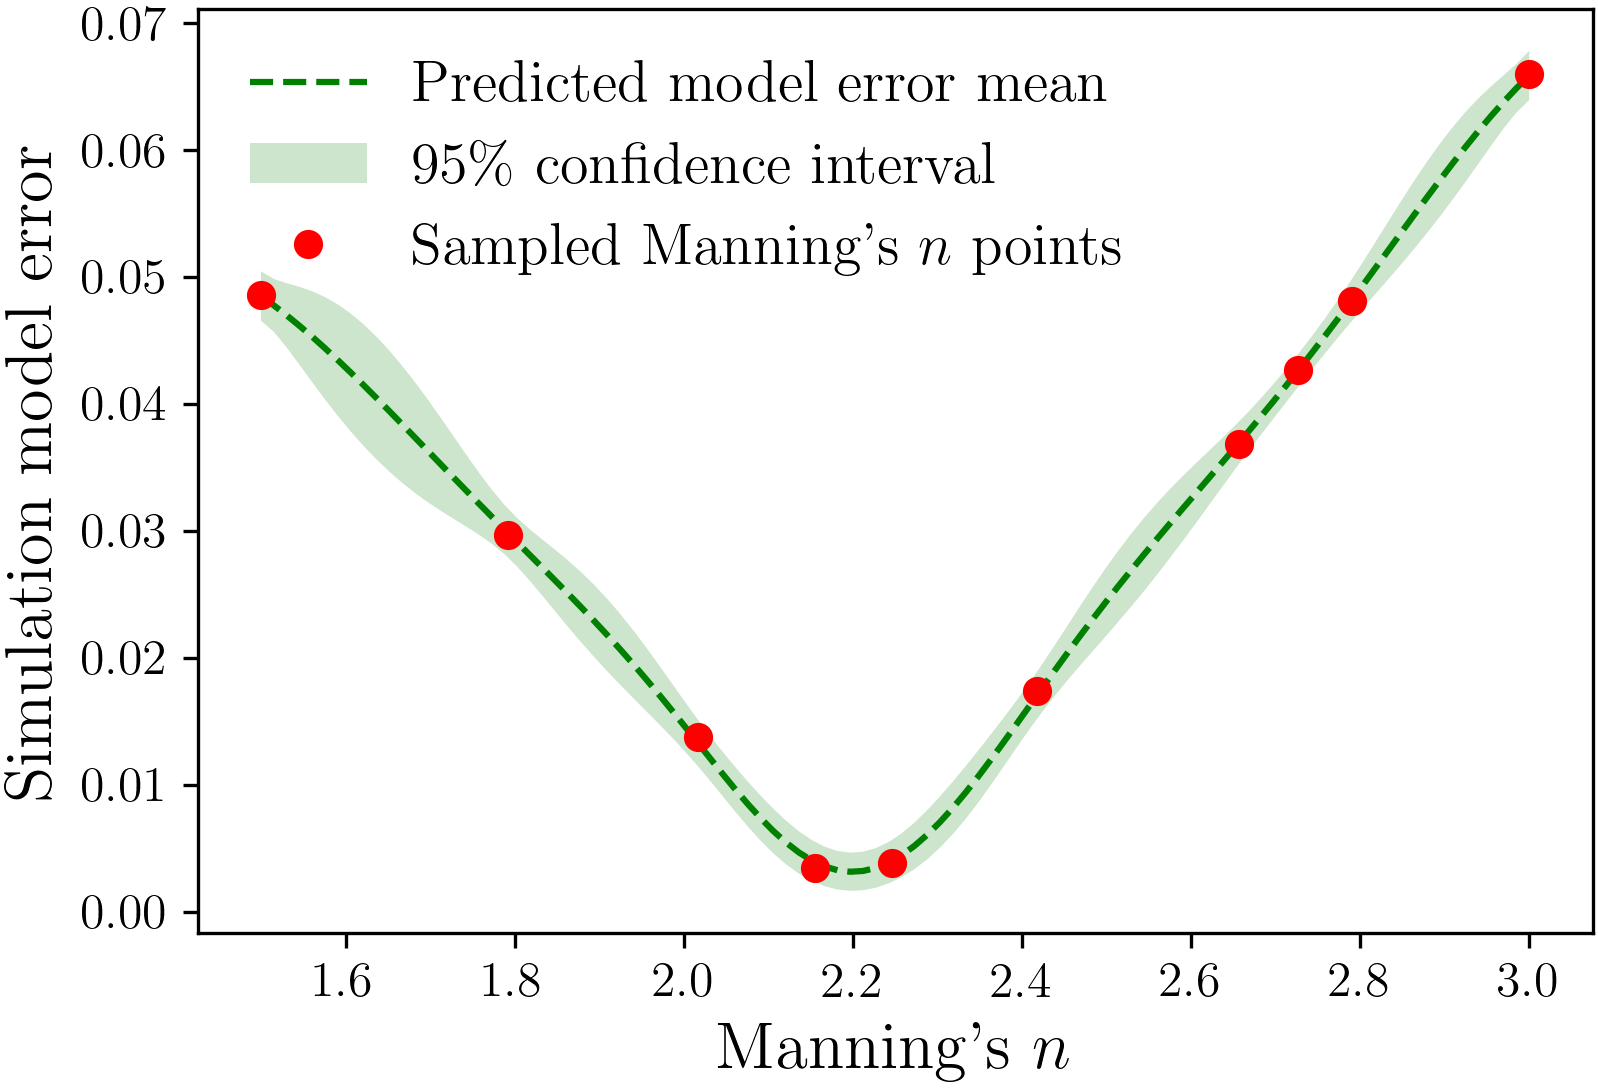 0.07
0.06
0.05
0.04
0.03
0.02
0.01
0.00
Simulation model error
Predicted model error mean
95% confidence interval
Sampled Manning's n points
1.6 1.8 2.0 2.2 2.4 2.6 2.8 3.0
Manning's n